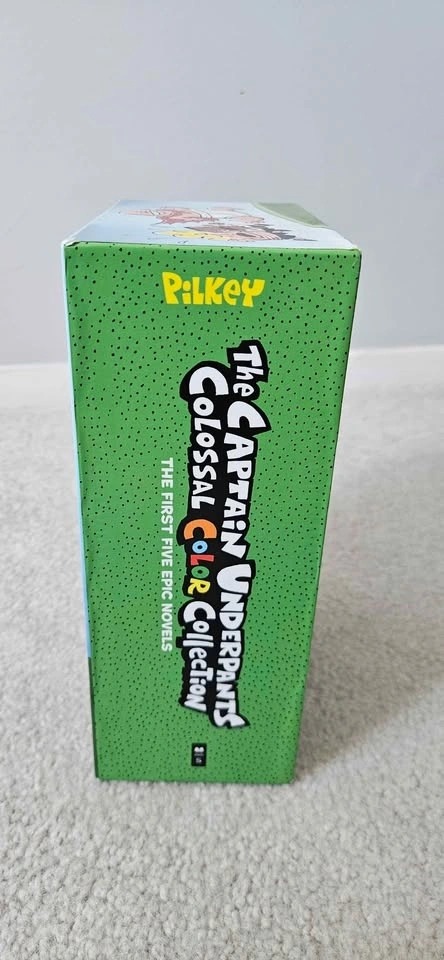 PiLKEY
The CAPTAiN UNDERPANTS
COLOSSAL COLOR COllECTiON
THE FIRST FIVE EPIC NOVELS